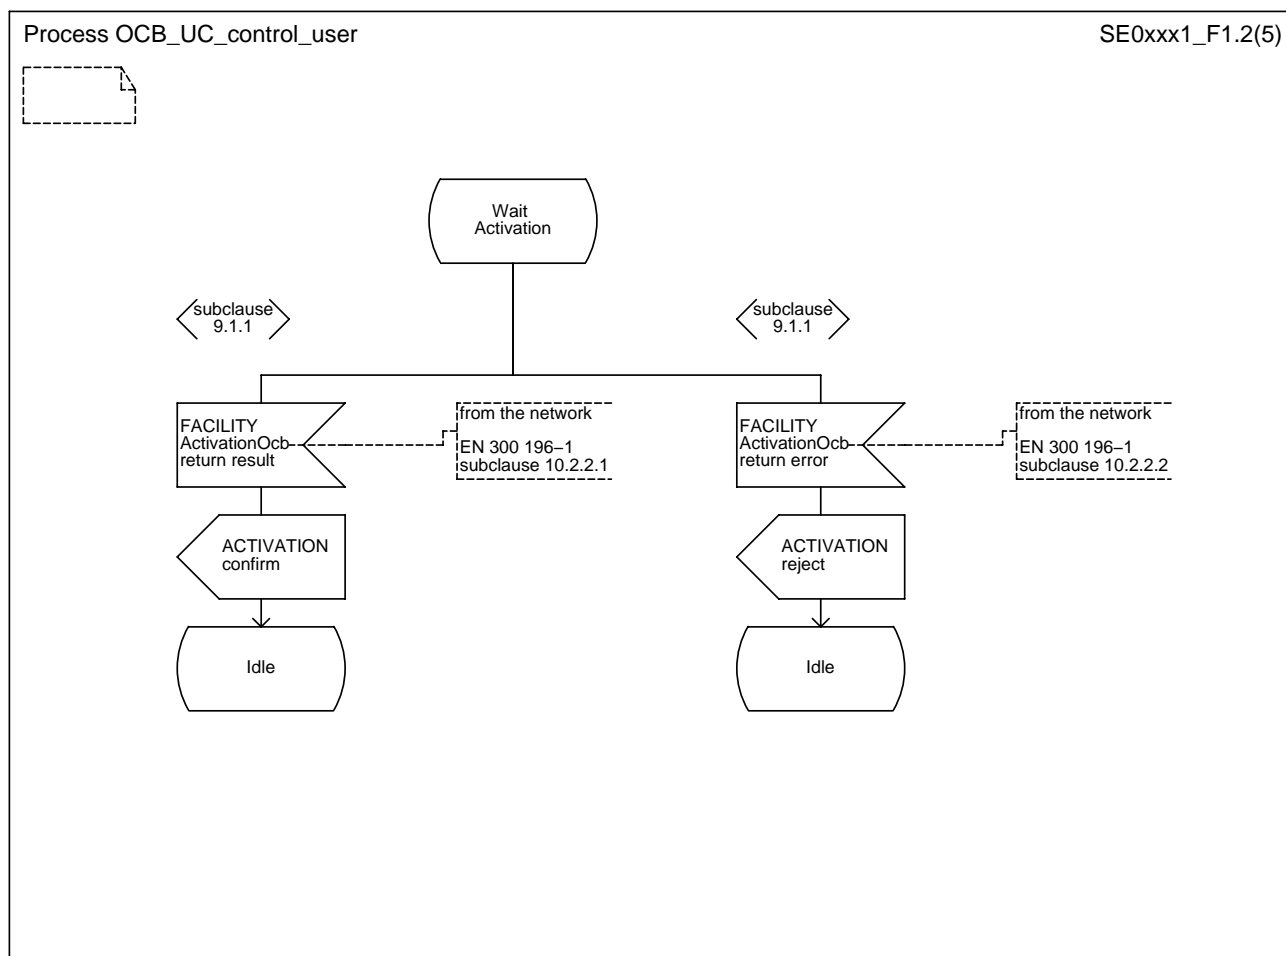 Process OCB_UC_control_user
SE0xxx1_F1.2(5)
Wait
Activation
subclause
9.1.1
subclause
9.1.1
FACILITY
ActivationOcb
return result
from the network
EN 300 196–1
subclause 10.2.2.1
FACILITY
ActivationOcb
return error
from the network
EN 300 196–1
subclause 10.2.2.2
ACTIVATION
confirm
ACTIVATION
reject
Idle
Idle